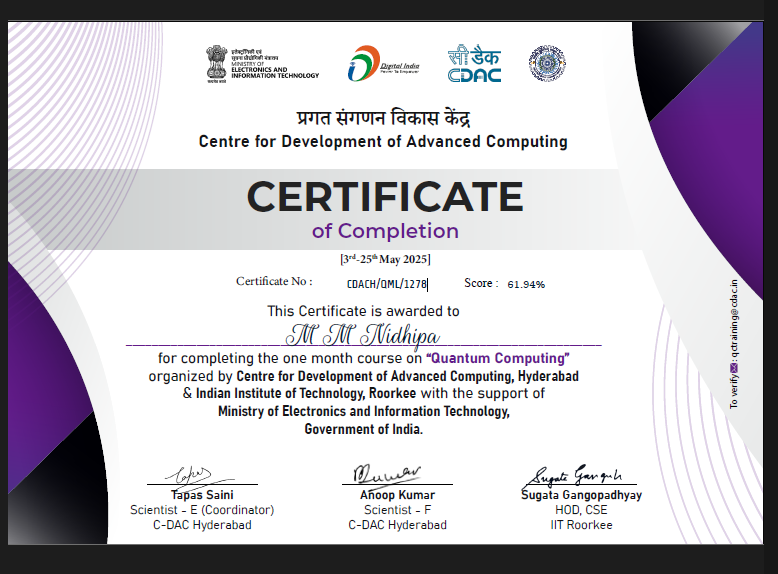 इलेक्ट्रॉनिकी एवं
सूचना प्रौद्योगिकी मंत्रालय
MINISTRY OF
ELECTRONICS AND
INFORMATION TECHNOLOGY
सत्यमेव जयते
Digital India
Power To Empower
सी डैक
CDAC
प्रगत संगणन विकास केंद्र
Centre for Development of Advanced Computing
CERTIFICATE
of Completion
[3rd-25th May 2025]
Certificate No : CDACH/QML/1278 Score : 61.94%
This Certificate is awarded to
M M Nidhipa
for completing the one month course on “Quantum Computing”
organized by Centre for Development of Advanced Computing, Hyderabad
& Indian Institute of Technology, Roorkee with the support of
Ministry of Electronics and Information Technology,
Government of India.
Tapas Saini
Scientist - E (Coordinator)
C-DAC Hyderabad
Anoop Kumar
Scientist - F
C-DAC Hyderabad
Sugata Gangopadhyay
HOD, CSE
IIT Roorkee
To verify : qctraining@cdac.in